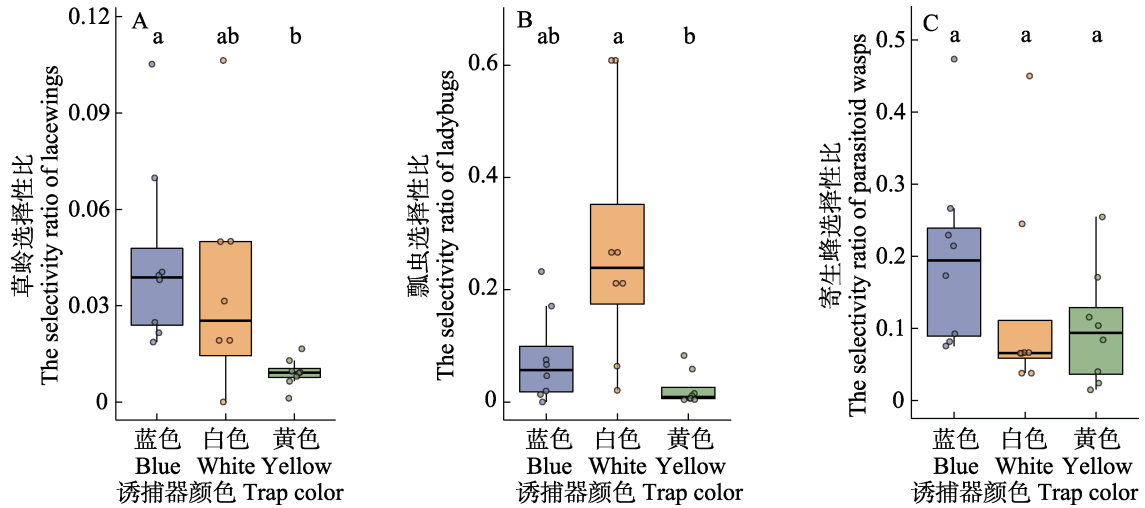 A
a ab b
0.12
0.09
0.06
0.03
0
草蛉选择性比
The selectivity ratio of lacewings
蓝色 白色 黄色
Blue White Yellow
诱捕器颜色 Trap color
B
ab a b
0.6
0.4
0.2
0
瓢虫选择性比
The selectivity ratio of ladybugs
蓝色 白色 黄色
Blue White Yellow
诱捕器颜色 Trap color
C
a a a
0.5
0.4
0.3
0.2
0.1
0
寄生蜂选择性比
The selectivity ratio of parasitoid wasps
蓝色 白色 黄色
Blue White Yellow
诱捕器颜色 Trap color